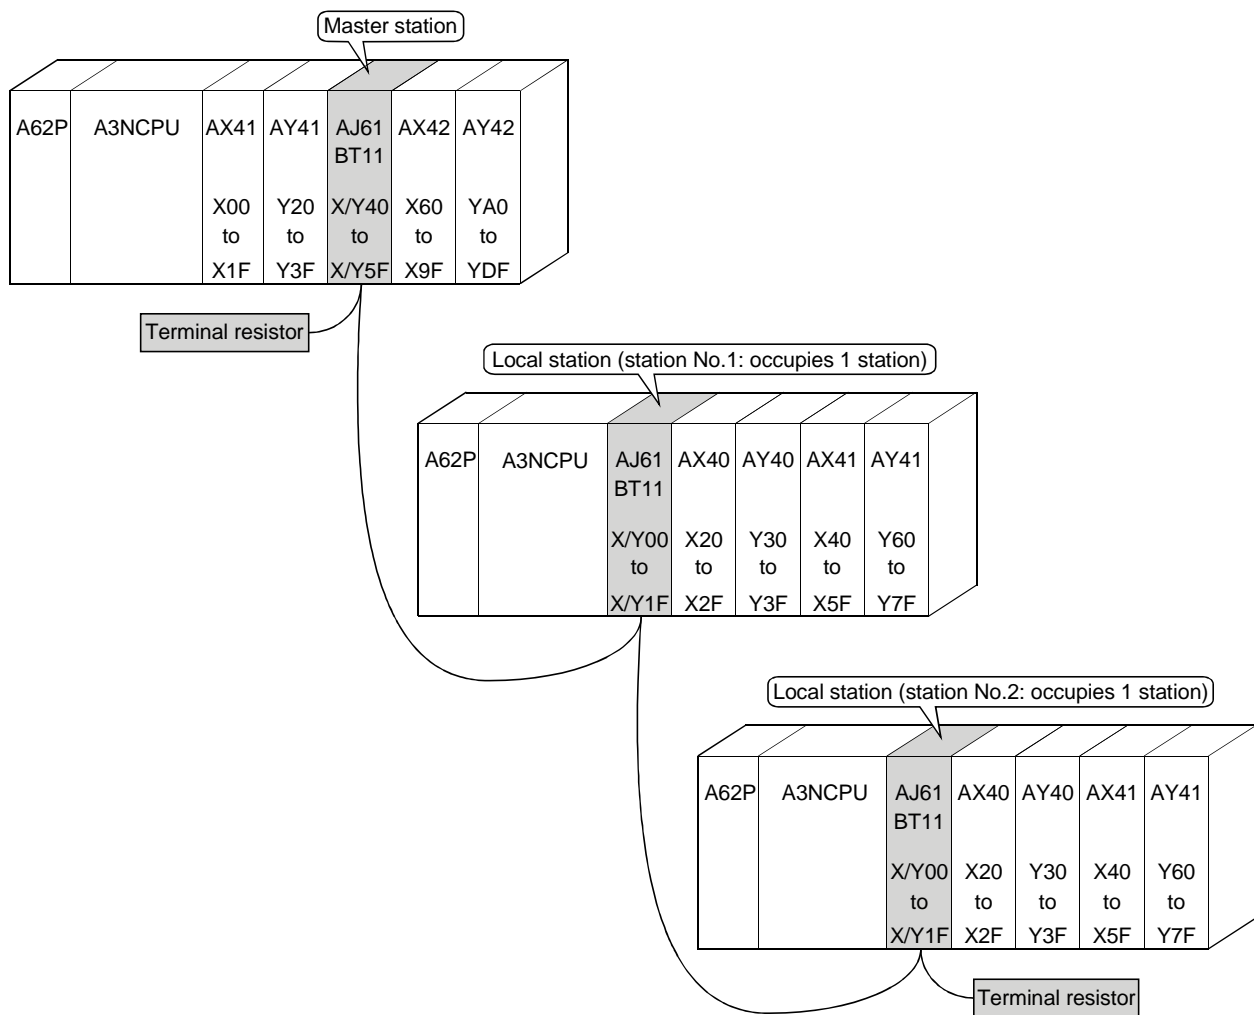 Master station
A62P A3NCPU AX41 AY41 AJ61 AX42 AY42
BT11
X00 Y20 X/Y40 X60 YA0
to to to to to
X1F Y3F X/Y5F X9F YDF
Terminal resistor
Local station (station No.1: occupies 1 station)
A62P A3NCPU AJ61 AX40 AY40 AX41 AY41
BT11
X/Y00 X20 Y30 X40 Y60
to to to to to
X/Y1F X2F Y3F X5F Y7F
Local station (station No.2: occupies 1 station)
A62P A3NCPU AJ61 AX40 AY40 AX41 AY41
BT11
X/Y00 X20 Y30 X40 Y60
to to to to to
X/Y1F X2F Y3F X5F Y7F
Terminal resistor